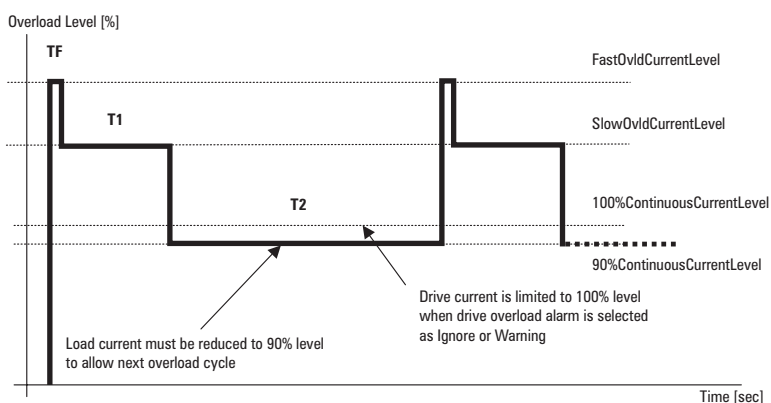 Overload Level [%]
TF
FastOvldCurrentLevel
T1
SlowOvldCurrentLevel
T2
100%ContinuousCurrentLevel
90%ContinuousCurrentLevel
Drive current is limited to 100% level
when drive overload alarm is selected
as Ignore or Warning
Load current must be reduced to 90% level
to allow next overload cycle
Time [sec]